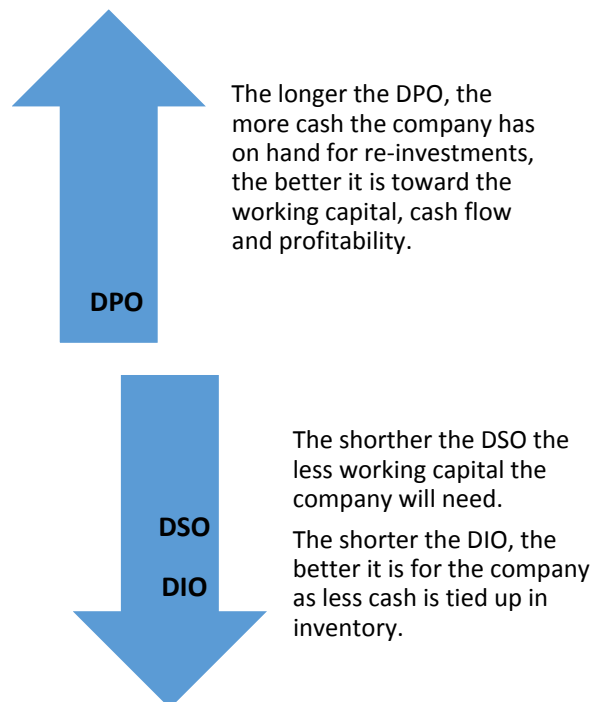 The longer the DPO, the
more cash the company has
on hand for re-investments,
the better it is toward the
working capital, cash flow
and profitability.
DPO
The shorther the DSO the
less working capital the
company will need.
DSO
The shorter the DIO, the
better it is for the company
as less cash is tied up in
inventory.
DIO